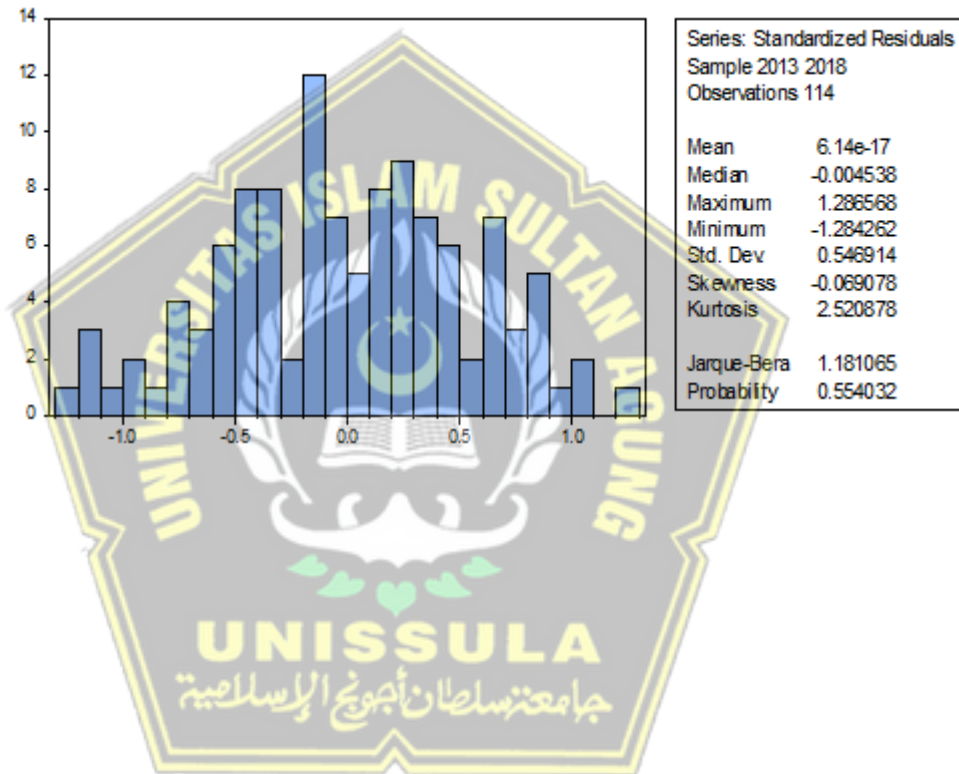 14
12
10
8
6
4
2
0
-1.0 -0.5 0.0 0.5 1.0
Series: Standardized Residuals
Sample 2013 2018
Observations 114
Mean 6.14e-17
Median -0.004538
Maximum 1.286568
Minimum -1.284262
Std. Dev. 0.546914
Skewness -0.069078
Kurtosis 2.520878
Jarque-Bera 1.181065
Probability 0.554032
UNIVERSITAS ISLAM SULTAN AGUNG
UNISSULA
جامعة سلطان أجونج الإسلامية